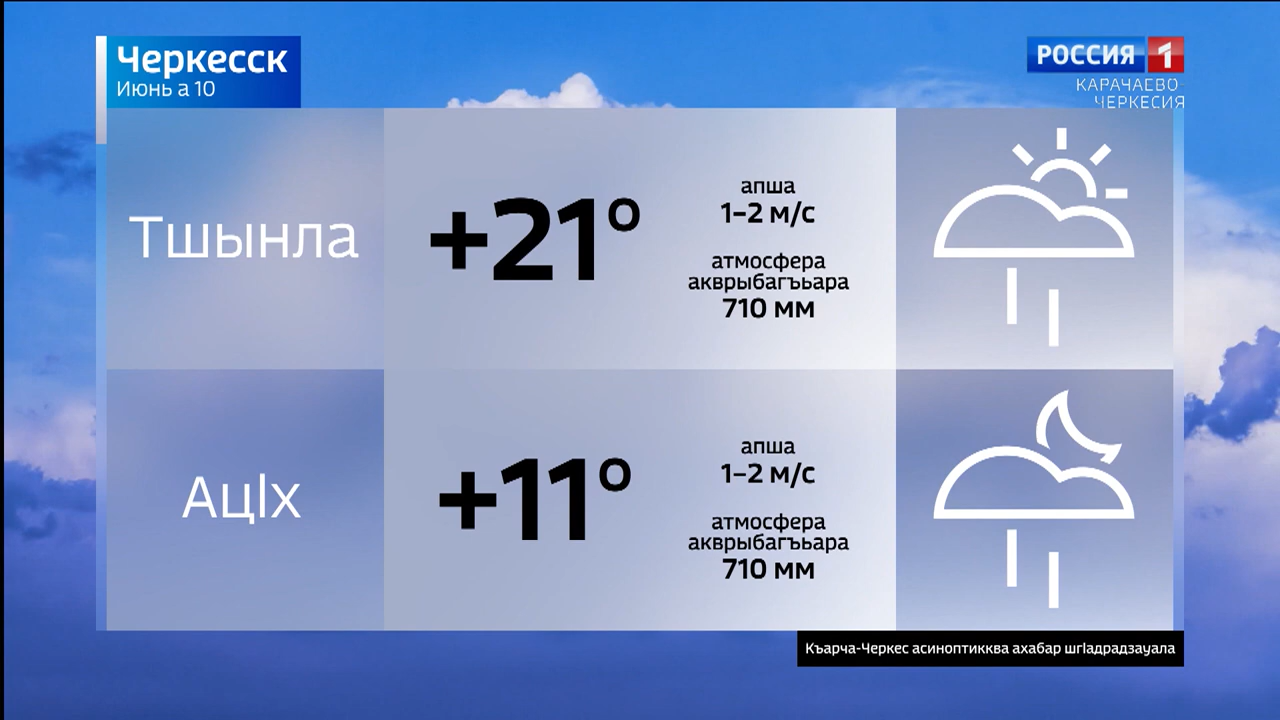 Черкесск
Июнь а 10
РОССИЯ 1
КАРАЧАЕВО-
ЧЕРКЕСИЯ
Тшынла
+21°
апша
1–2 м/с
атмосфера
акврыбагъьара
710 мм
АцӀх
+11°
апша
1–2 м/с
атмосфера
акврыбагъьара
710 мм
Къарча-Черкес асиноптикква ахабар шгӀадрадзауала